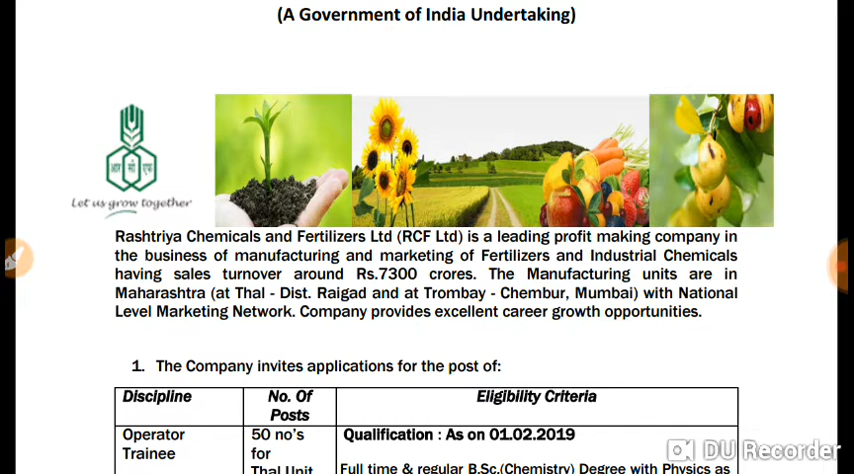 (A Government of India Undertaking)
आर सी एफ
Let us grow together
Rashtriya Chemicals and Fertilizers Ltd (RCF Ltd) is a leading profit making company in
the business of manufacturing and marketing of Fertilizers and Industrial Chemicals
having sales turnover around Rs.7300 crores. The Manufacturing units are in
Maharashtra (at Thal - Dist. Raigad and at Trombay - Chembur, Mumbai) with National
Level Marketing Network. Company provides excellent career growth opportunities.
1. The Company invites applications for the post of:
Discipline No. Of Eligibility Criteria
Posts
Operator 50 no's Qualification : As on 01.02.2019
Trainee for
Thal Unit Full time & regular B.Sc.(Chemistry) Degree with Physics as
DU Recorder